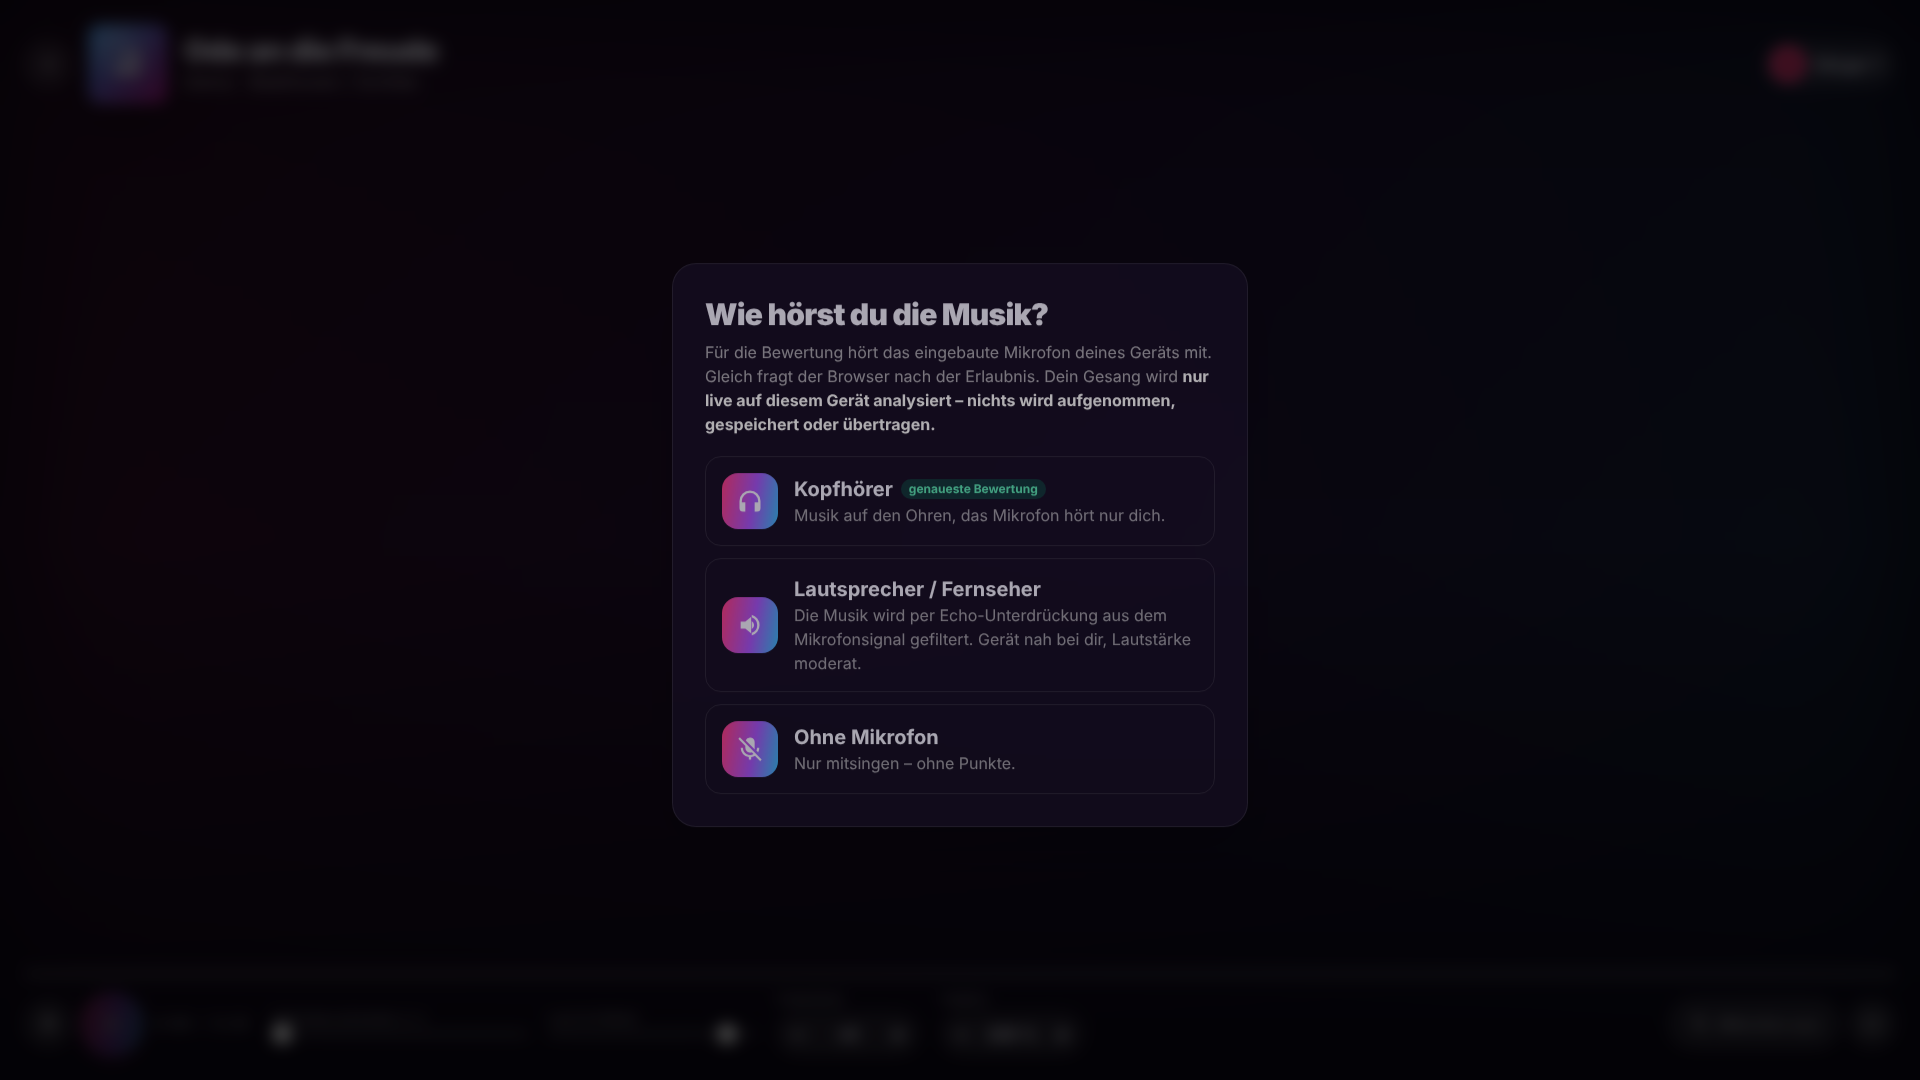 Wie hörst du die Musik?
Für die Bewertung hört das eingebaute Mikrofon deines Geräts mit.
Gleich fragt der Browser nach der Erlaubnis. Dein Gesang wird nur
live auf diesem Gerät analysiert – nichts wird aufgenommen,
gespeichert oder übertragen.
Kopfhörer genaueste Bewertung
Musik auf den Ohren, das Mikrofon hört nur dich.
Lautsprecher / Fernseher
Die Musik wird per Echo-Unterdrückung aus dem
Mikrofonsignal gefiltert. Gerät nah bei dir, Lautstärke
moderat.
Ohne Mikrofon
Nur mitsingen – ohne Punkte.